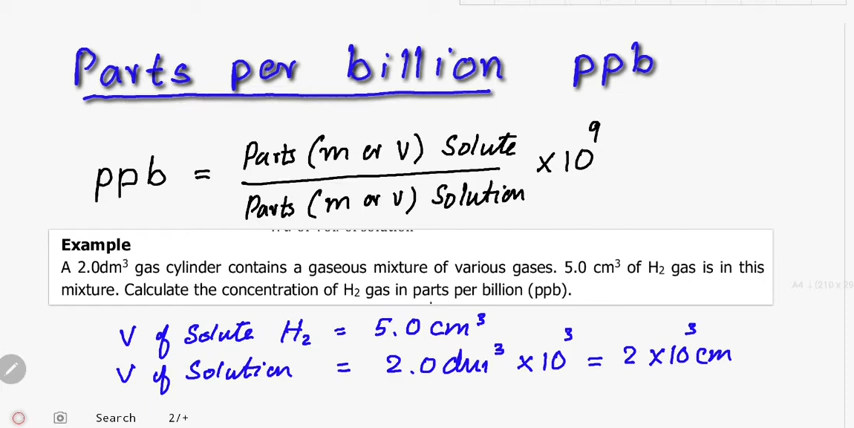 Parts per billion ppb
ppb = Parts (m or V) Solute / Parts (m or V) Solution × 10⁹
Example
A 2.0dm³ gas cylinder contains a gaseous mixture of various gases. 5.0 cm³ of H₂ gas is in this
mixture. Calculate the concentration of H₂ gas in parts per billion (ppb).
V of Solute H₂ = 5.0 cm³
V of Solution = 2.0 dm³ × 10³ = 2 × 10³ cm
Search 2/+